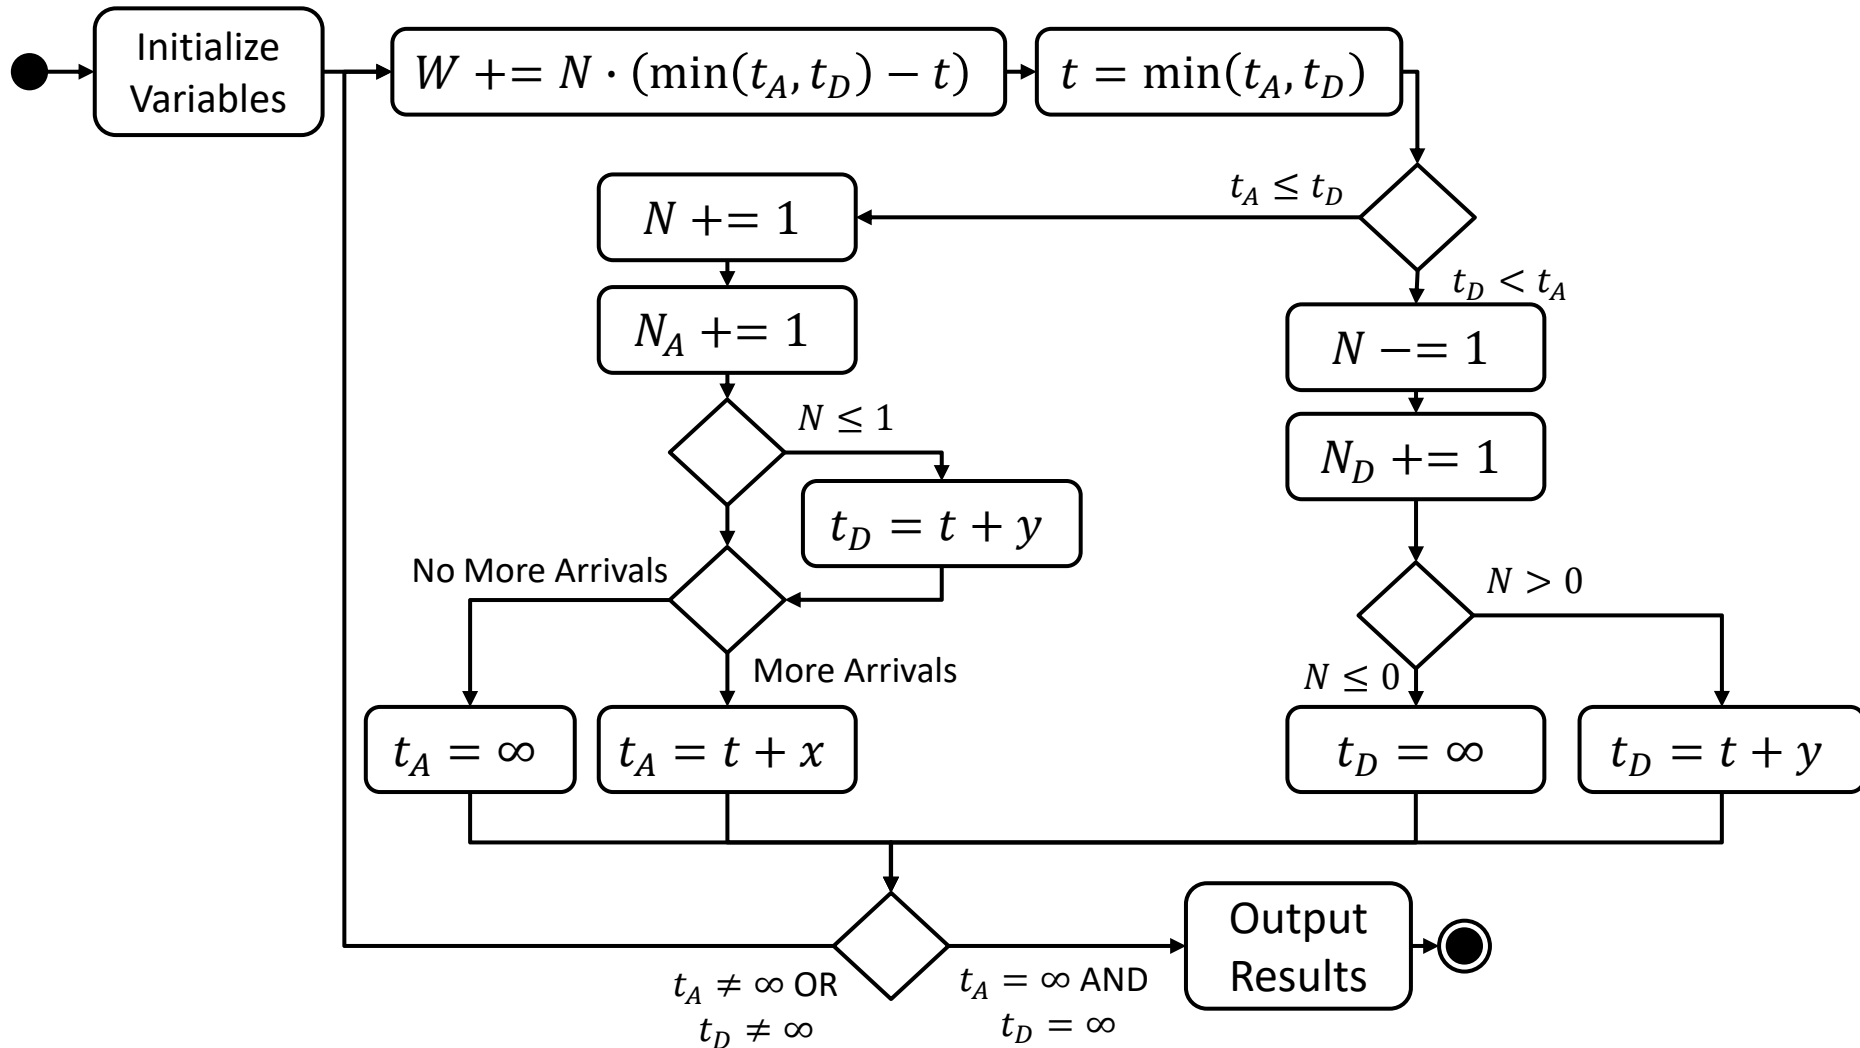 Initialize
Variables
W += N · (min(t_A, t_D) − t)
t = min(t_A, t_D)
t_A ≤ t_D
N += 1
t_D < t_A
N_A += 1
N −= 1
N ≤ 1
N_D += 1
t_D = t + y
No More Arrivals
N > 0
More Arrivals
N ≤ 0
t_A = ∞
t_A = t + x
t_D = ∞
t_D = t + y
Output
Results
t_A ≠ ∞ OR
t_D ≠ ∞
t_A = ∞ AND
t_D = ∞